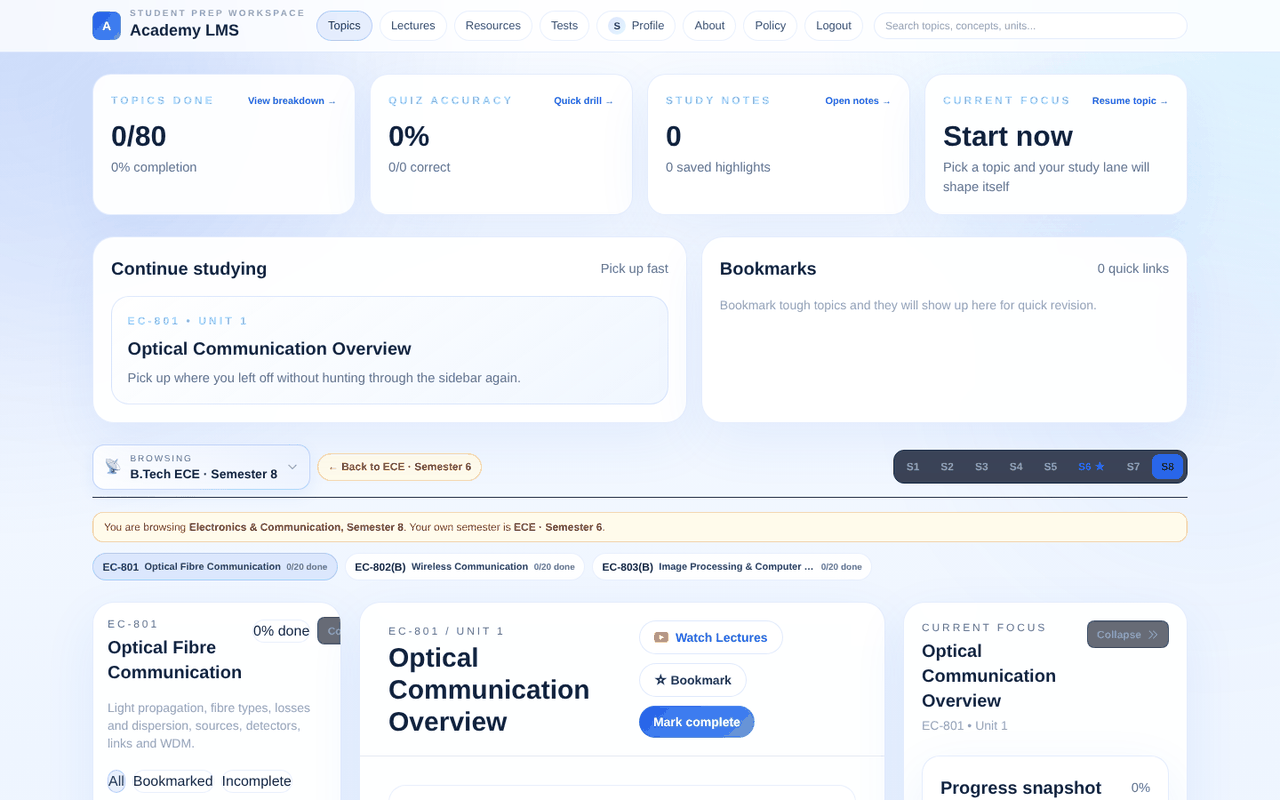 A
STUDENT PREP WORKSPACE
Academy LMS
Topics
Lectures
Resources
Tests
S Profile
About
Policy
Logout
Search topics, concepts, units...
TOPICS DONE
View breakdown →
0/80
0% completion
QUIZ ACCURACY
Quick drill →
0%
0/0 correct
STUDY NOTES
Open notes →
0
0 saved highlights
CURRENT FOCUS
Resume topic →
Start now
Pick a topic and your study lane will
shape itself
Continue studying
Pick up fast
EC-801 • UNIT 1
Optical Communication Overview
Pick up where you left off without hunting through the sidebar again.
Bookmarks
0 quick links
Bookmark tough topics and they will show up here for quick revision.
BROWSING
B.Tech ECE · Semester 8
← Back to ECE · Semester 6
S1 S2 S3 S4 S5 S6 ★ S7 S8
You are browsing Electronics & Communication, Semester 8. Your own semester is ECE · Semester 6.
EC-801 Optical Fibre Communication 0/20 done
EC-802(B) Wireless Communication 0/20 done
EC-803(B) Image Processing & Computer ... 0/20 done
EC-801
Optical Fibre
Communication
0% done
Co
Light propagation, fibre types, losses
and dispersion, sources, detectors,
links and WDM.
All Bookmarked Incomplete
EC-801 / UNIT 1
Optical
Communication
Overview
Watch Lectures
☆ Bookmark
Mark complete
CURRENT FOCUS
Optical
Communication
Overview
EC-801 • Unit 1
Collapse »
Progress snapshot
0%